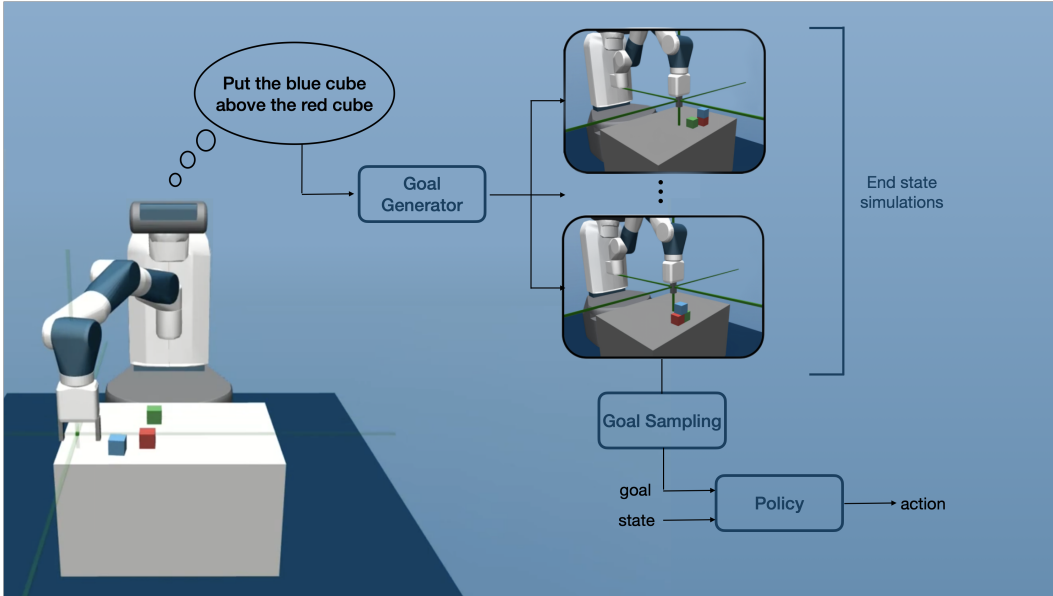 Put the blue cube
above the red cube
Goal
Generator
End state
simulations
Goal Sampling
goal
state
Policy
action